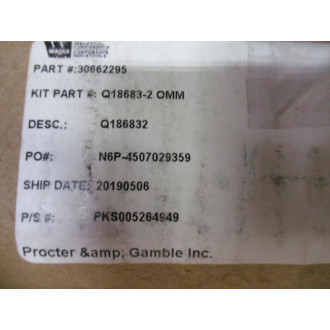 COMPONENTS
PART #:30662295
KIT PART #: Q18683-2 OMM
DESC.: Q186832
PO#: N6P-4507029359
SHIP DATE: 20190506
P/S #: PKS005264949
Procter &amp; Gamble Inc.